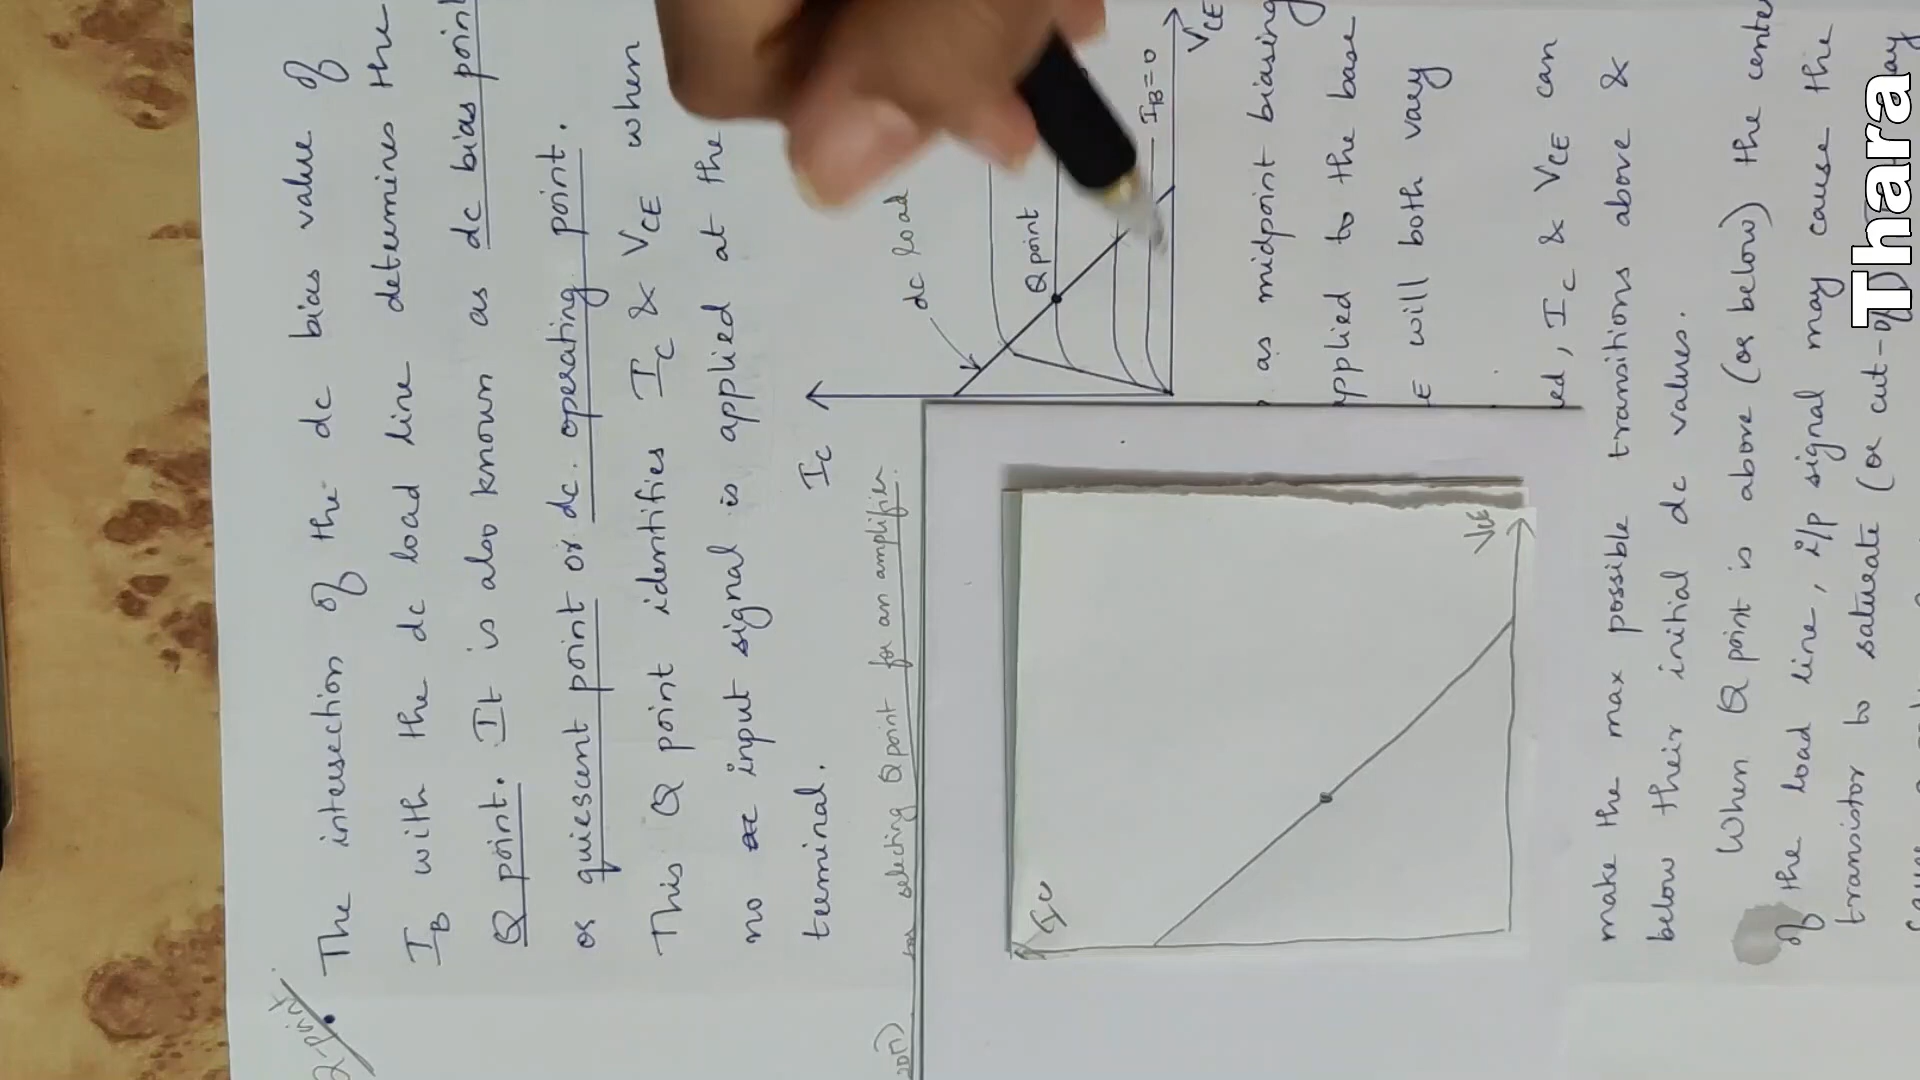 Q-point
• The intersection of the dc bias value of
IB with the dc load line determines the
Q point. It is also known as dc bias point
or quiescent point or dc. operating point.
This Q point identifies IC & VCE when
no ac input signal is applied at the
terminal.
IC
dc load
Q point
IB=0
VCE
selecting Q point for an amplifier.
IC
VCE
as midpoint biasing
applied to the base
E will both vary
ed, IC & VCE can
make the max possible transitions above &
below their initial dc values.
When Q point is above (or below) the center
of the load line, i/p signal may cause the
transistor to saturate (or cut-off).
Thara